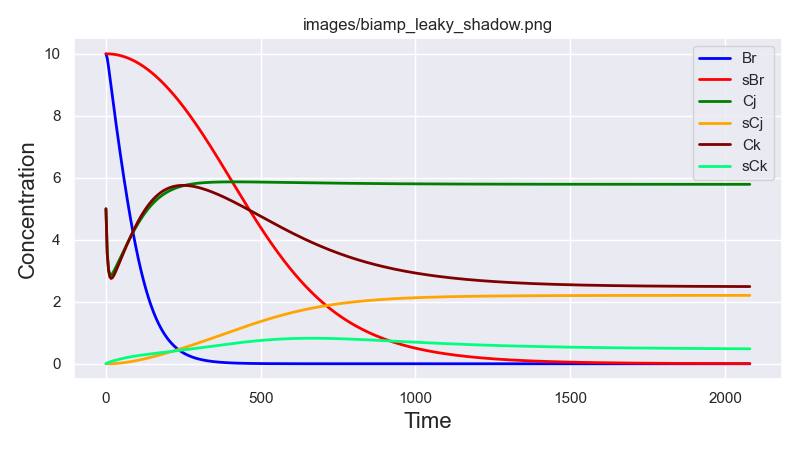 images/biamp_leaky_shadow.png
10
8
6
4
2
0
Concentration
0
500
1000
1500
2000
Time
Br
sBr
Cj
sCj
Ck
sCk